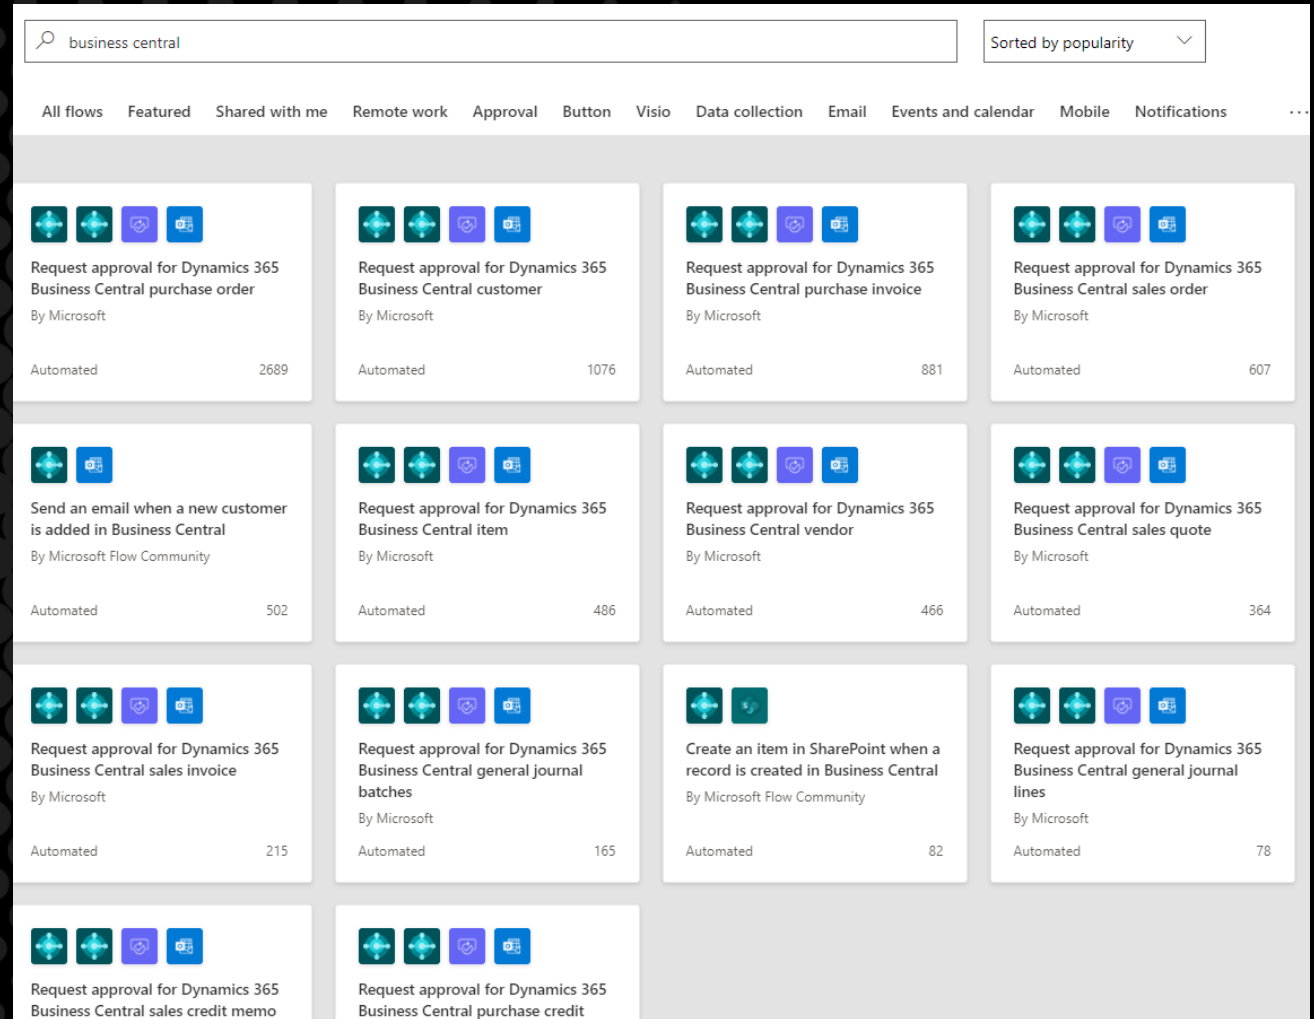 business central
Sorted by popularity
All flows Featured Shared with me Remote work Approval Button Visio Data collection Email Events and calendar Mobile Notifications ...
Request approval for Dynamics 365
Business Central purchase order
By Microsoft
Automated 2689
Request approval for Dynamics 365
Business Central customer
By Microsoft
Automated 1076
Request approval for Dynamics 365
Business Central purchase invoice
By Microsoft
Automated 881
Request approval for Dynamics 365
Business Central sales order
By Microsoft
Automated 607
Send an email when a new customer
is added in Business Central
By Microsoft Flow Community
Automated 502
Request approval for Dynamics 365
Business Central item
By Microsoft
Automated 486
Request approval for Dynamics 365
Business Central vendor
By Microsoft
Automated 466
Request approval for Dynamics 365
Business Central sales quote
By Microsoft
Automated 364
Request approval for Dynamics 365
Business Central sales invoice
By Microsoft
Automated 215
Request approval for Dynamics 365
Business Central general journal
batches
By Microsoft
Automated 165
Create an item in SharePoint when a
record is created in Business Central
By Microsoft Flow Community
Automated 82
Request approval for Dynamics 365
Business Central general journal
lines
By Microsoft
Automated 78
Request approval for Dynamics 365
Business Central sales credit memo
Request approval for Dynamics 365
Business Central purchase credit